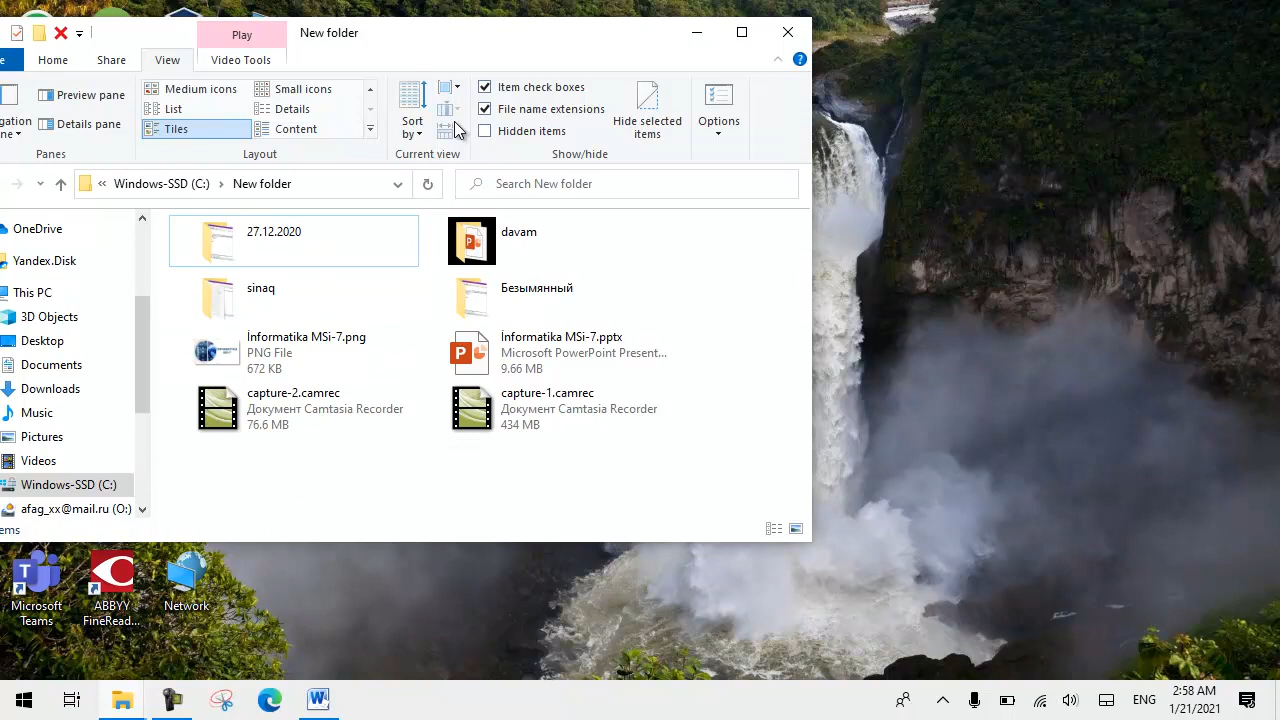 Play
New folder
e
Home
Share
View
Video Tools
Preview pane
Details pane
gation
ne
Panes
Medium icons
Small icons
List
Details
Tiles
Content
Layout
Sort
by
Current view
Item check boxes
File name extensions
Hidden items
Hide selected
items
Show/hide
Options
Windows-SSD (C:)
New folder
Search New folder
OneDrive
Yandex.Disk
This PC
3D Objects
Desktop
Documents
Downloads
Music
Pictures
Videos
Windows-SSD (C:)
afag_xx@mail.ru (O:)
ems
27.12.2020
davam
sinaq
Безымянный
İnformatika MSi-7.png
PNG File
672 KB
İnformatika MSi-7.pptx
Microsoft PowerPoint Present...
9.66 MB
capture-2.camrec
Документ Camtasia Recorder
76.6 MB
capture-1.camrec
Документ Camtasia Recorder
434 MB
Microsoft
Teams
ABBYY
FineRead...
Network
ENG
2:58 AM
1/21/2021